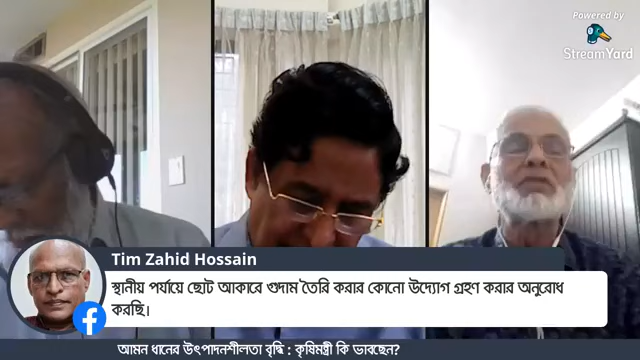 Powered by
StreamYard
Tim Zahid Hossain
স্থানীয় পর্যায়ে ছোট আকারে গুদাম তৈরি করার কোনো উদ্যোগ গ্রহণ করার অনুরোধ
করছি।
আমন ধানের উৎপাদনশীলতা বৃদ্ধি : কৃষিমন্ত্রী কি ভাবছেন?